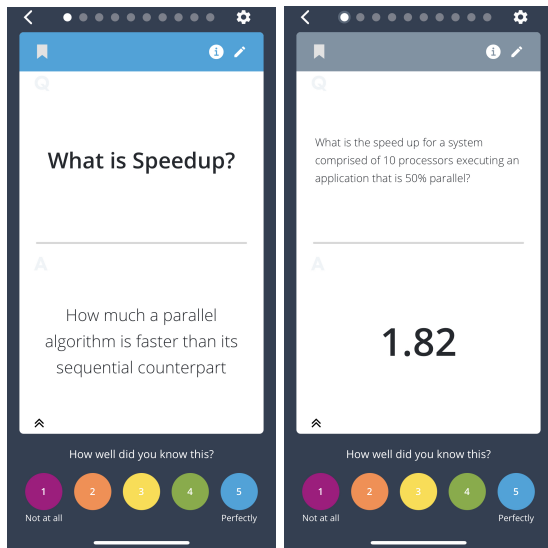 Q
What is Speedup?
A
How much a parallel
algorithm is faster than its
sequential counterpart
How well did you know this?
1 2 3 4 5
Not at all Perfectly
Q
What is the speed up for a system
comprised of 10 processors executing an
application that is 50% parallel?
A
1.82
How well did you know this?
1 2 3 4 5
Not at all Perfectly